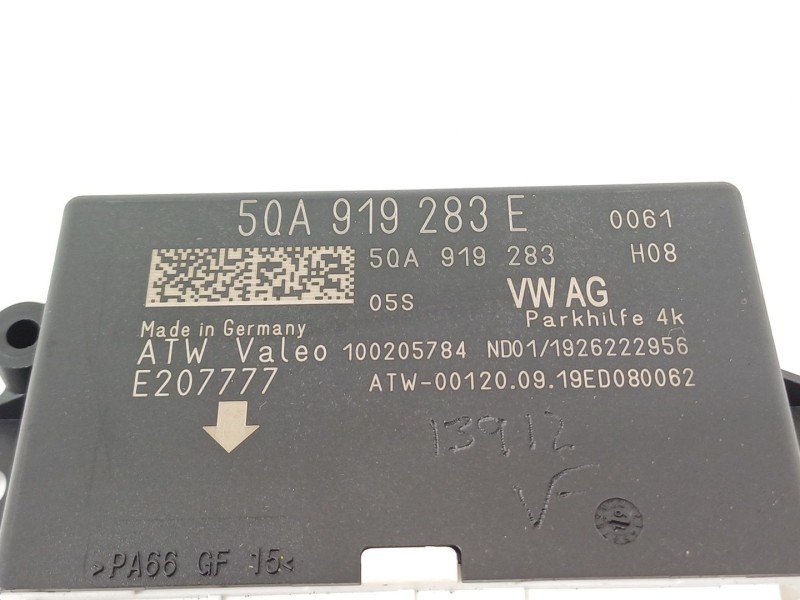 5QA 919 283 E 0061
5QA 919 283 H08
05S VW AG
Parkhilfe 4k
Made in Germany
ATW Valeo 100205784 ND01/1926222956
E207777 ATW-00120.09.19ED080062
13912
V-
>PA66 GF 15<